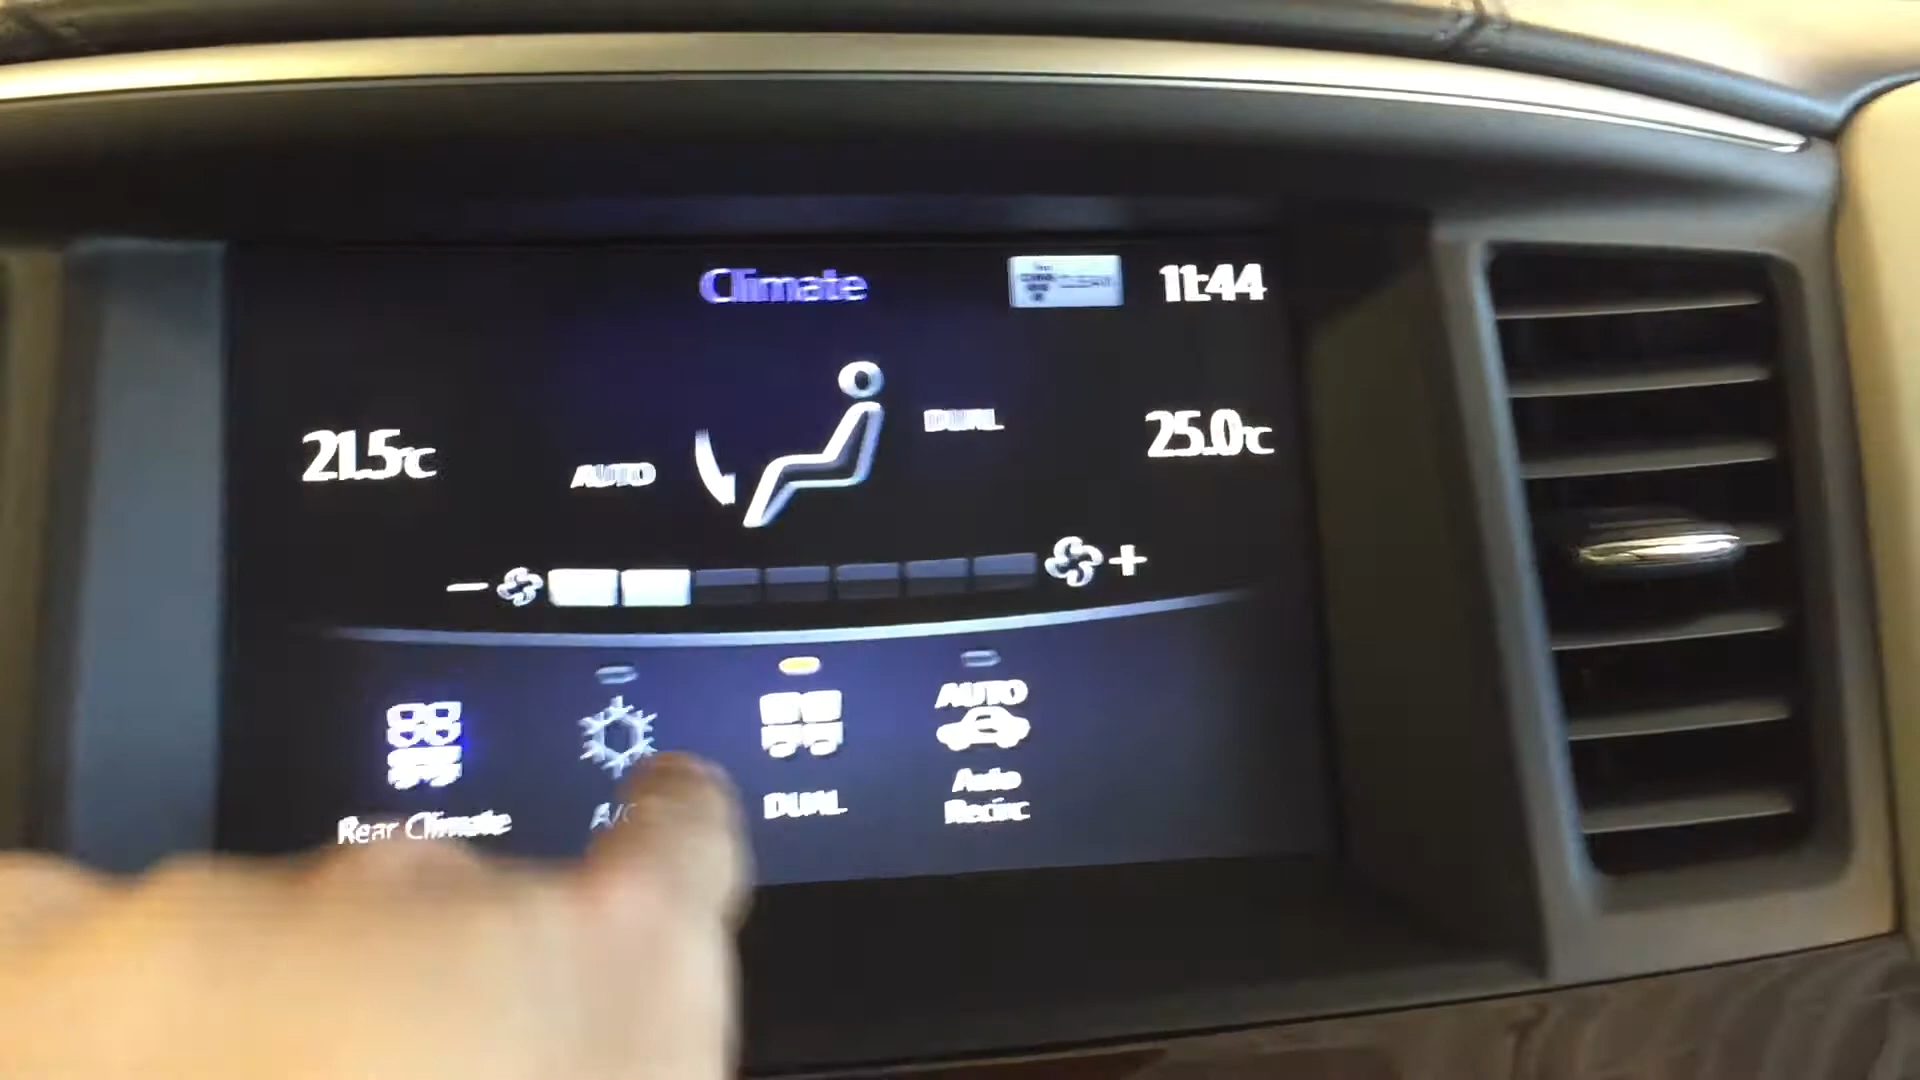 Climate
11:44
21.5°C
AUTO
DUAL
25.0°C
- +
Rear Climate
A/C
DUAL
AUTO
Auto
Recirc